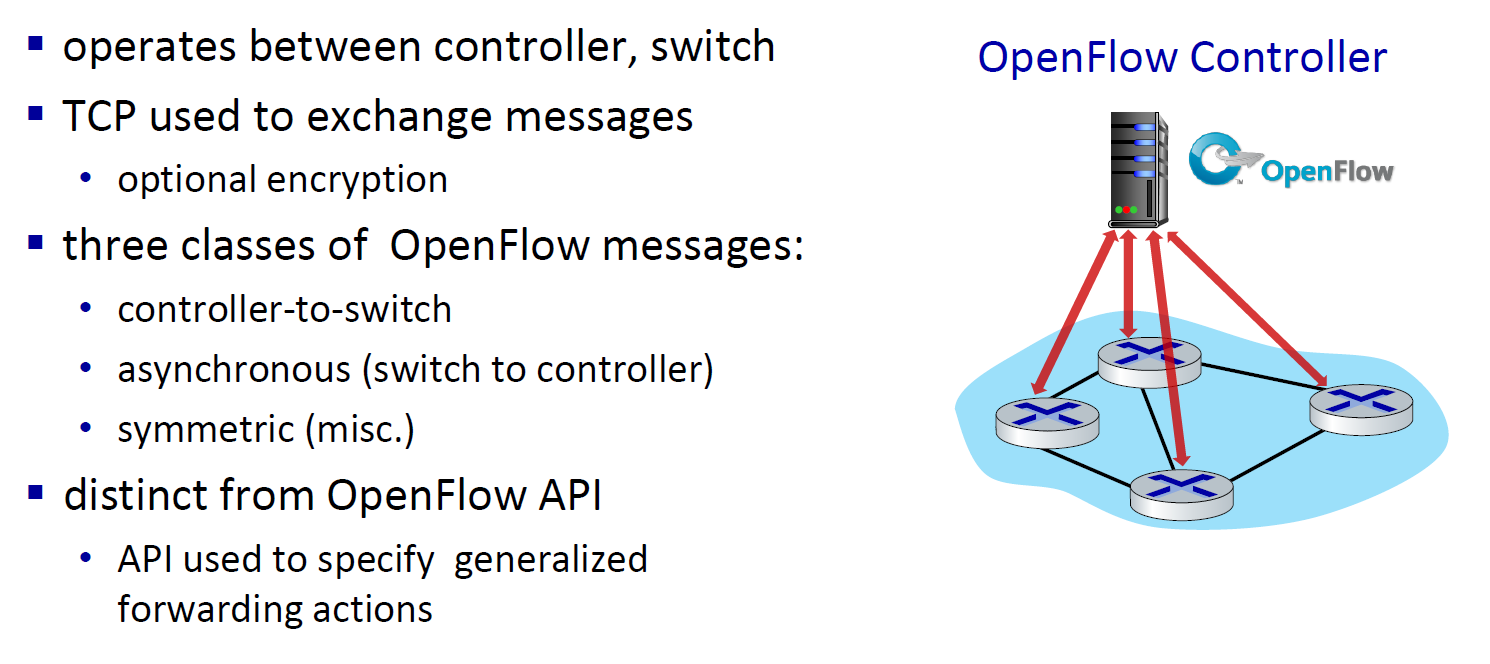 operates between controller, switch
TCP used to exchange messages
optional encryption
three classes of OpenFlow messages:
controller-to-switch
asynchronous (switch to controller)
symmetric (misc.)
distinct from OpenFlow API
API used to specify generalized
forwarding actions
OpenFlow Controller
OpenFlow
TM